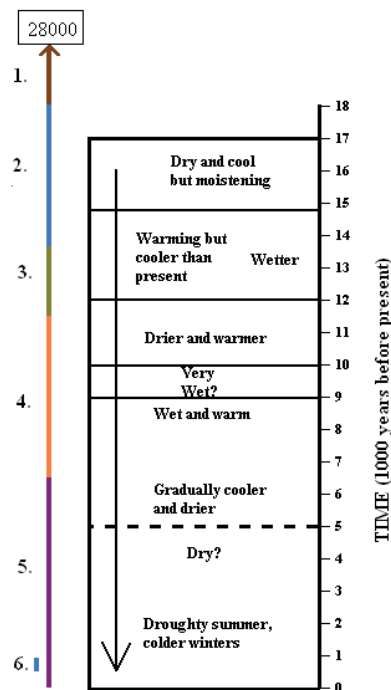 28000
1.
2.
3.
4.
5.
6.
Dry and cool
but moistening
Warming but
cooler than
present
Wetter
Drier and warmer
Very
Wet?
Wet and warm
Gradually cooler
and drier
Dry?
Droughty summer,
colder winters
18
17
16
15
14
13
12
11
10
9
8
7
6
5
4
3
2
1
0
TIME (1000 years before present)